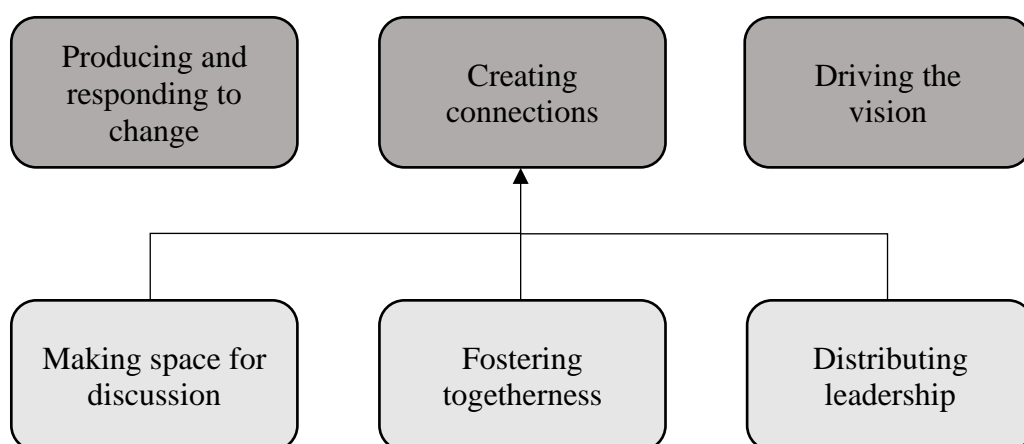 Producing and
responding to
change
Creating
connections
Driving the
vision
Making space for
discussion
Fostering
togetherness
Distributing
leadership